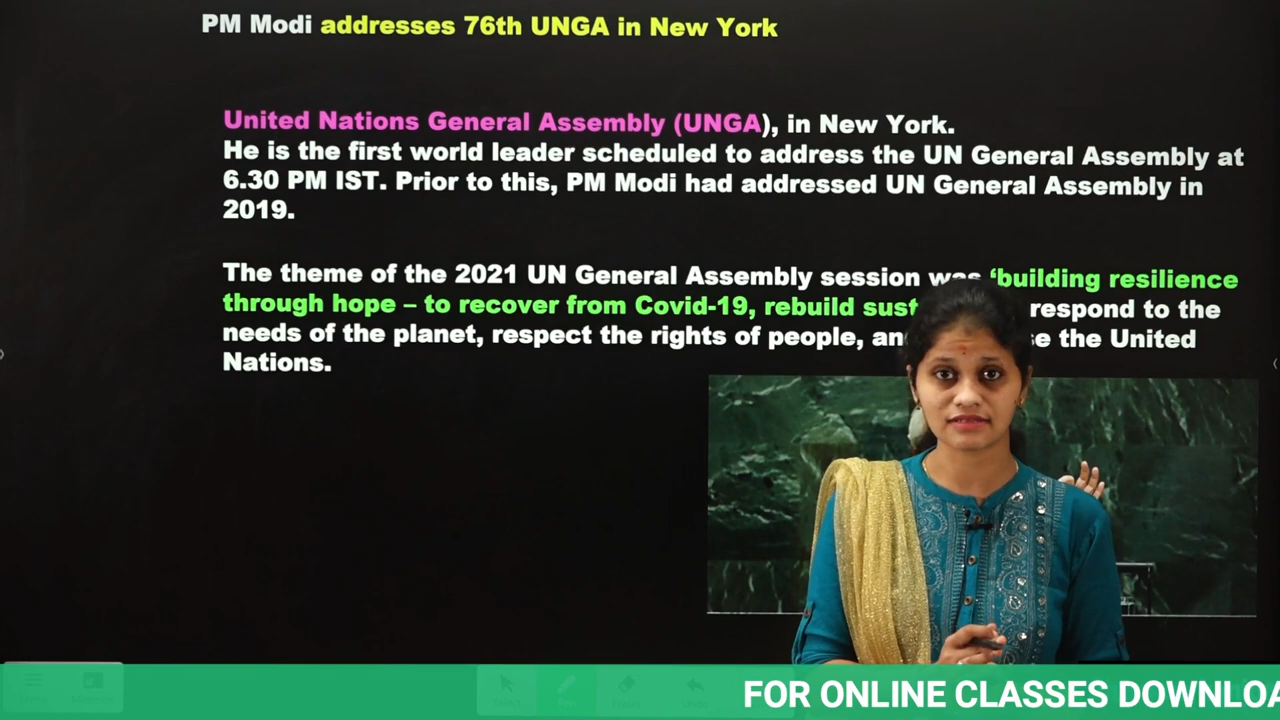 PM Modi addresses 76th UNGA in New York
United Nations General Assembly (UNGA), in New York.
He is the first world leader scheduled to address the UN General Assembly at
6.30 PM IST. Prior to this, PM Modi had addressed UN General Assembly in
2019.
The theme of the 2021 UN General Assembly session was ‘building resilience
through hope – to recover from Covid-19, rebuild sust respond to the
needs of the planet, respect the rights of people, an se the United
Nations.
FOR ONLINE CLASSES DOWNLOA